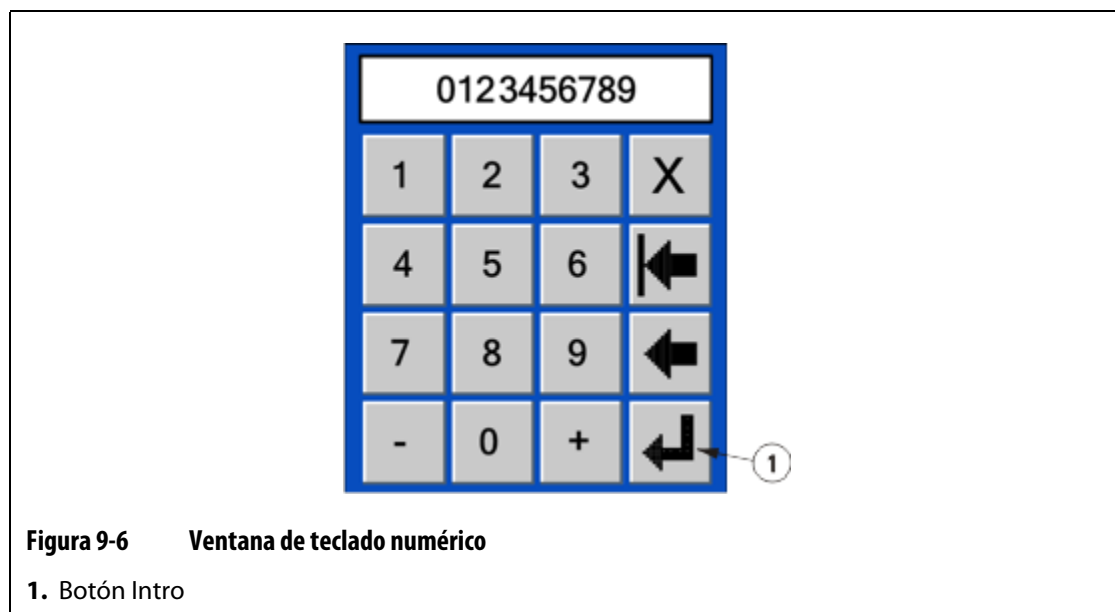 0123456789
1 2 3 X
4 5 6
7 8 9
- 0 +
1
Figura 9-6 Ventana de teclado numérico
1. Botón Intro